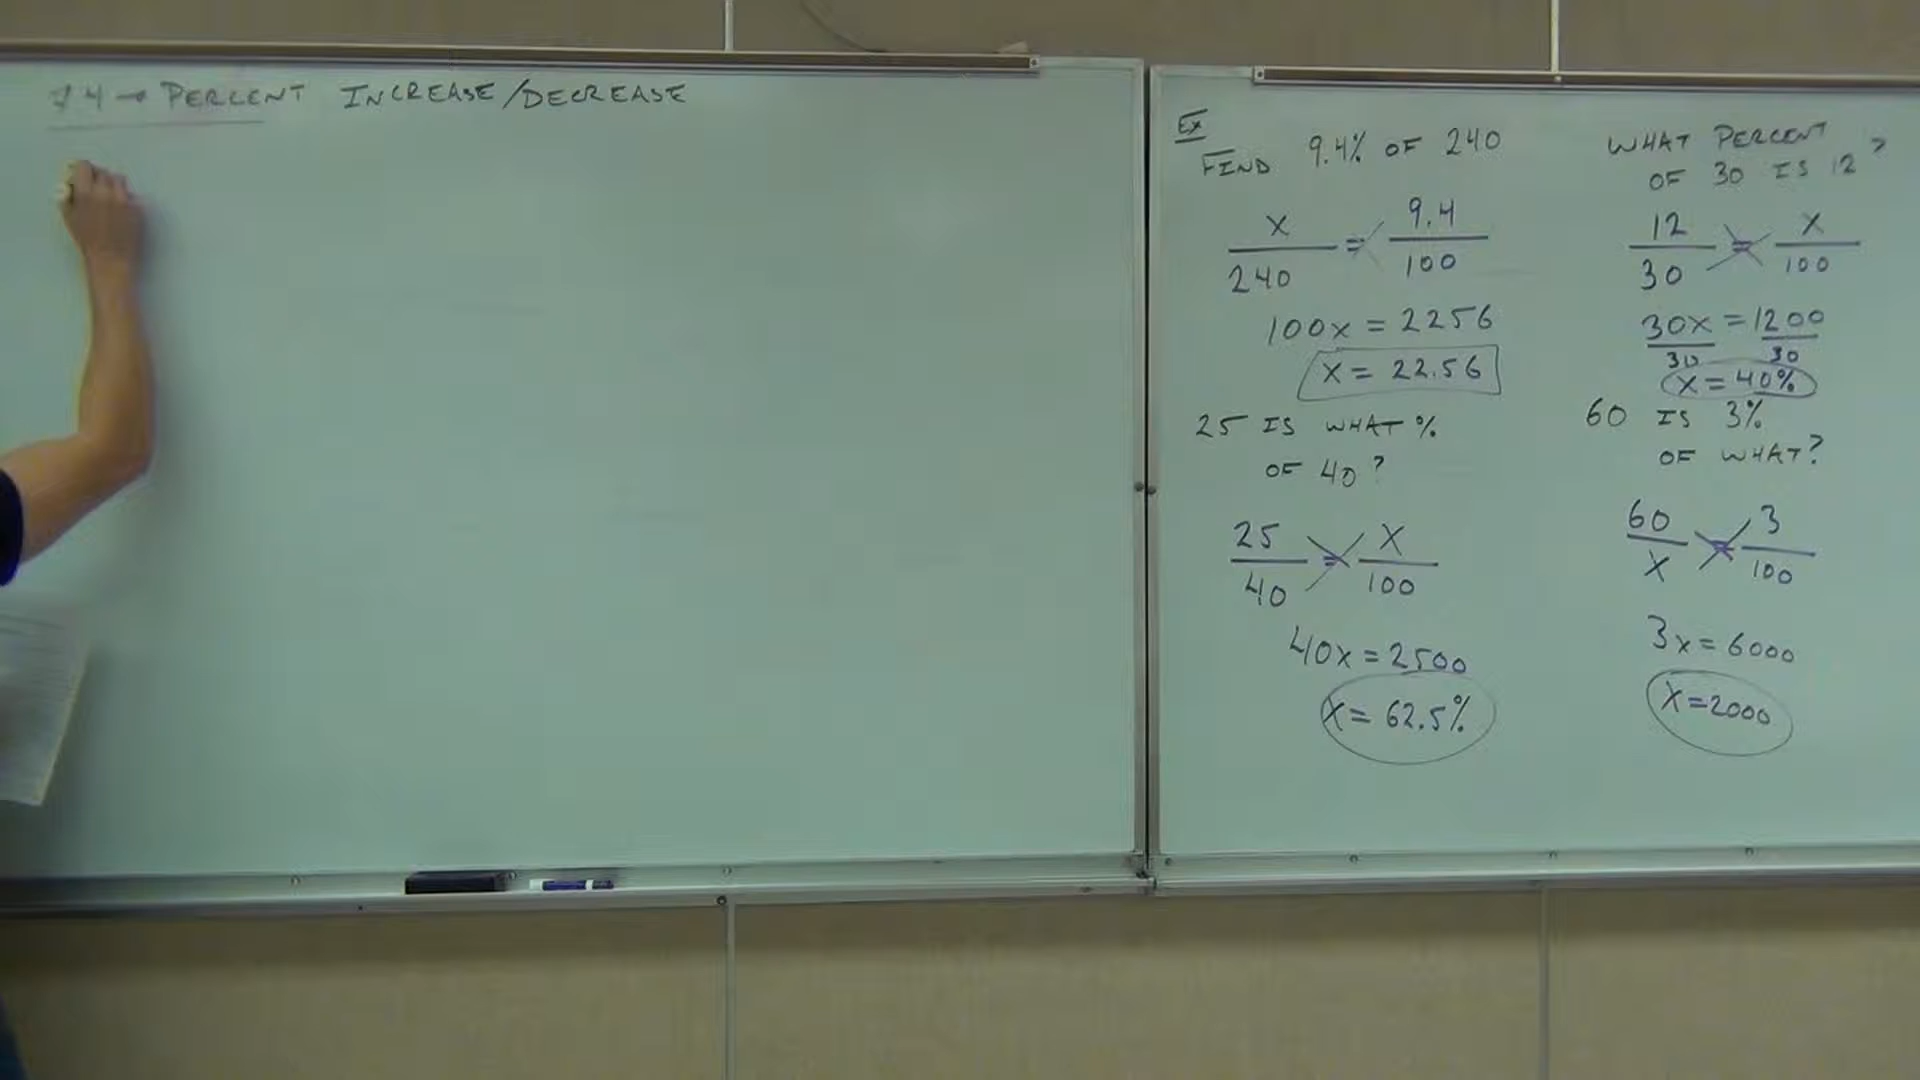 4 → PERCENT INCREASE/DECREASE
Ex
FIND 9.4% OF 240
x/240 = 9.4/100
100x = 2256
x = 22.56
25 IS WHAT %
OF 40?
25/40 = x/100
40x = 2500
x = 62.5%
WHAT PERCENT
OF 30 IS 12?
12/30 = x/100
30x = 1200
30 30
x = 40%
60 IS 3%
OF WHAT?
60/x = 3/100
3x = 6000
x = 2000